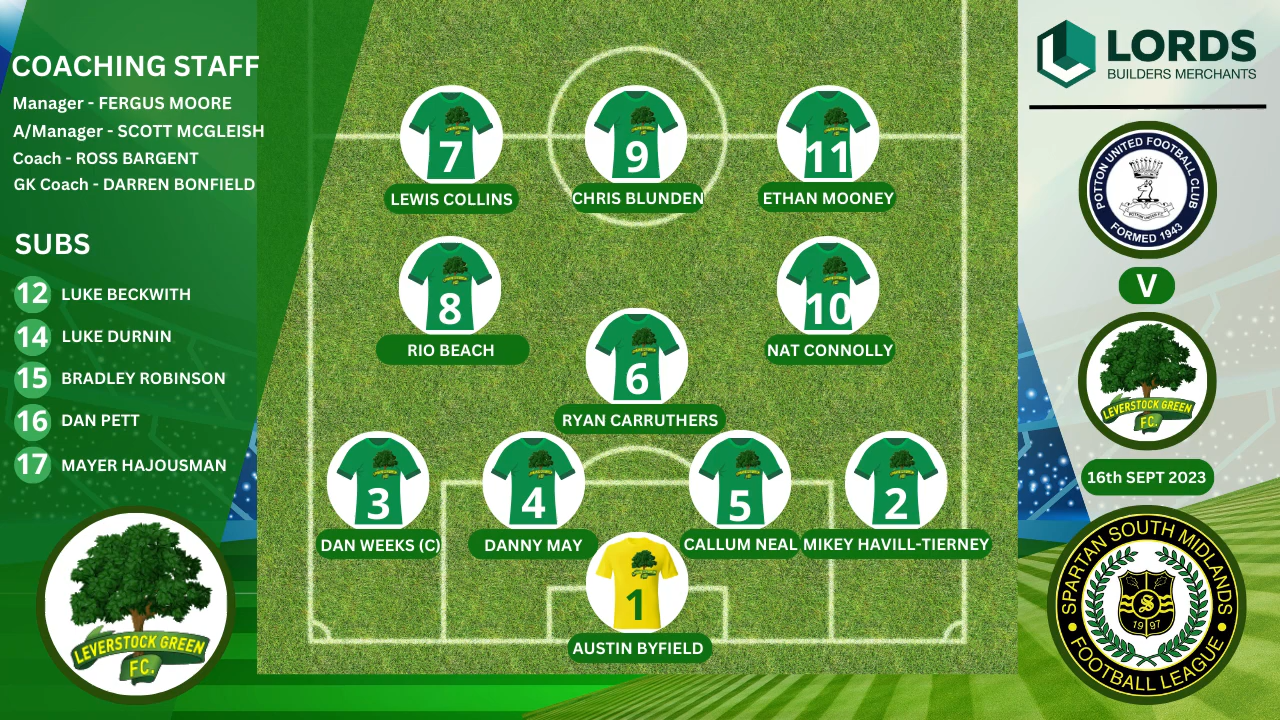 COACHING STAFF
Manager - FERGUS MOORE
A/Manager - SCOTT MCGLEISH
Coach - ROSS BARGENT
GK Coach - DARREN BONFIELD
SUBS
12 LUKE BECKWITH
14 LUKE DURNIN
15 BRADLEY ROBINSON
16 DAN PETT
17 MAYER HAJOUSMAN
LEVERSTOCK GREEN
F.C.
7
LEWIS COLLINS
9
CHRIS BLUNDEN
11
ETHAN MOONEY
8
RIO BEACH
10
NAT CONNOLLY
6
RYAN CARRUTHERS
3
DAN WEEKS (C)
4
DANNY MAY
5
CALLUM NEAL
2
MIKEY HAVILL-TIERNEY
1
AUSTIN BYFIELD
LORDS
BUILDERS MERCHANTS
POTTON UNITED FOOTBALL CLUB
FORMED 1943
V
LEVERSTOCK GREEN
F.C.
16th SEPT 2023
SPARTAN SOUTH MIDLANDS
FOOTBALL LEAGUE
19 97